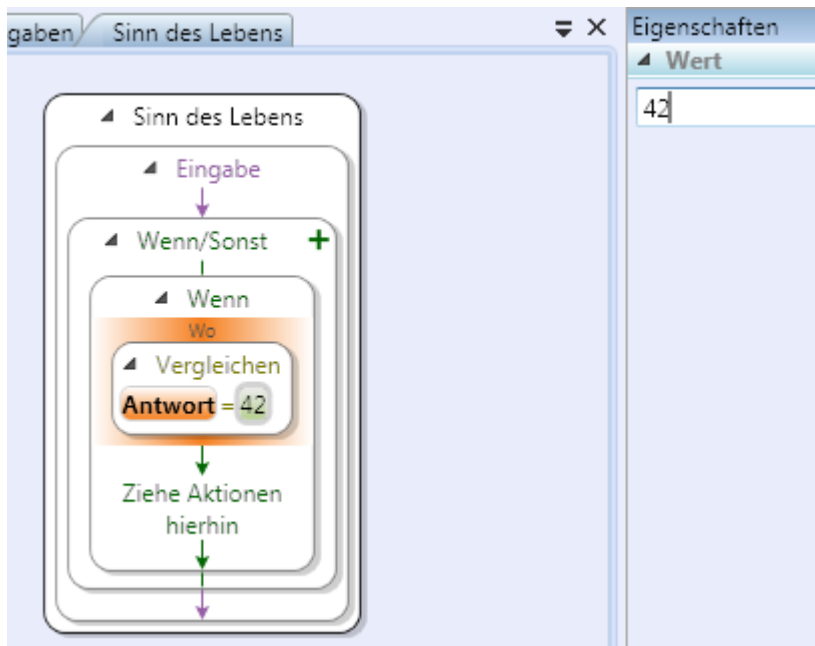 gaben
Sinn des Lebens
Eigenschaften
Wert
42
Sinn des Lebens
Eingabe
Wenn/Sonst
Wenn
Wo
Vergleichen
Antwort = 42
Ziehe Aktionen
hierhin